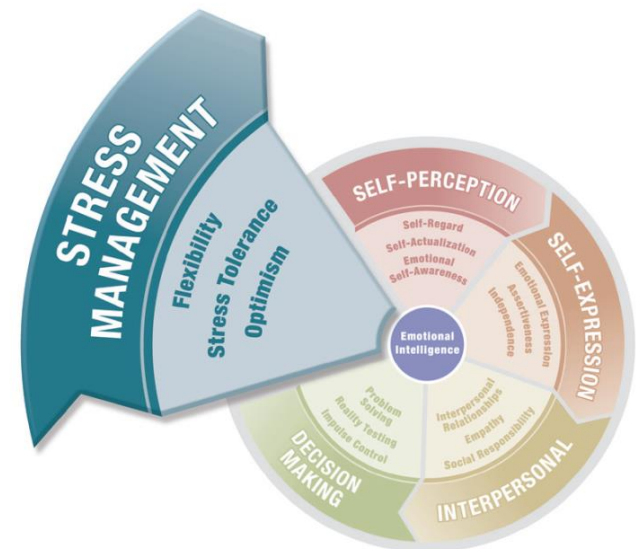 STRESS
MANAGEMENT
Flexibility
Stress Tolerance
Optimism
SELF-PERCEPTION
Self-Regard
Self-Actualization
Emotional
Self-Awareness
SELF-EXPRESSION
Emotional Expression
Assertiveness
Independence
Emotional
Intelligence
INTERPERSONAL
Interpersonal
Relationships
Empathy
Social Responsibility
DECISION
MAKING
Problem
Solving
Reality Testing
Impulse Control